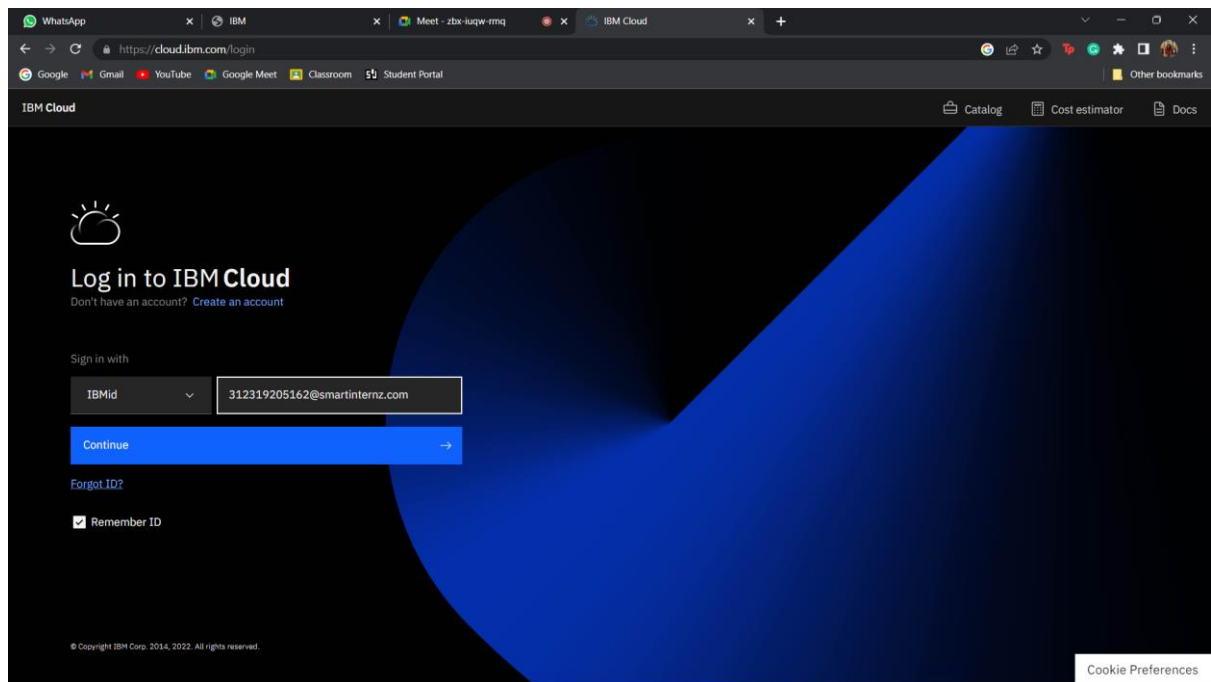 WhatsApp IBM Meet - zbx-iuqw-rmq IBM Cloud
https://cloud.ibm.com/login
Google Gmail YouTube Google Meet Classroom Student Portal Other bookmarks
IBM Cloud Catalog Cost estimator Docs
Log in to IBM Cloud
Don't have an account? Create an account
Sign in with
IBMid 312319205162@smartinternz.com
Continue
Forgot ID?
Remember ID
© Copyright IBM Corp. 2014, 2022. All rights reserved.
Cookie Preferences